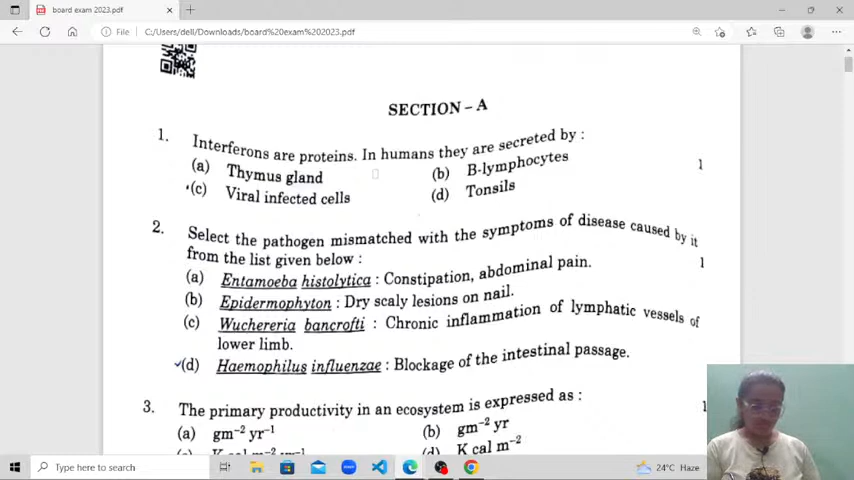 board exam 2023.pdf
File
C:/Users/dell/Downloads/board%20exam%202023.pdf
SECTION – A
1. Interferons are proteins. In humans they are secreted by : 1
(a) Thymus gland (b) B-lymphocytes
(c) Viral infected cells (d) Tonsils
2. Select the pathogen mismatched with the symptoms of disease caused by it
from the list given below : 1
(a) Entamoeba histolytica : Constipation, abdominal pain.
(b) Epidermophyton : Dry scaly lesions on nail.
(c) Wuchereria bancrofti : Chronic inflammation of lymphatic vessels of
lower limb.
(d) Haemophilus influenzae : Blockage of the intestinal passage.
3. The primary productivity in an ecosystem is expressed as : 1
(a) gm⁻² yr⁻¹ (b) gm⁻² yr
(d) K cal m⁻²
Type here to search
24°C Haze